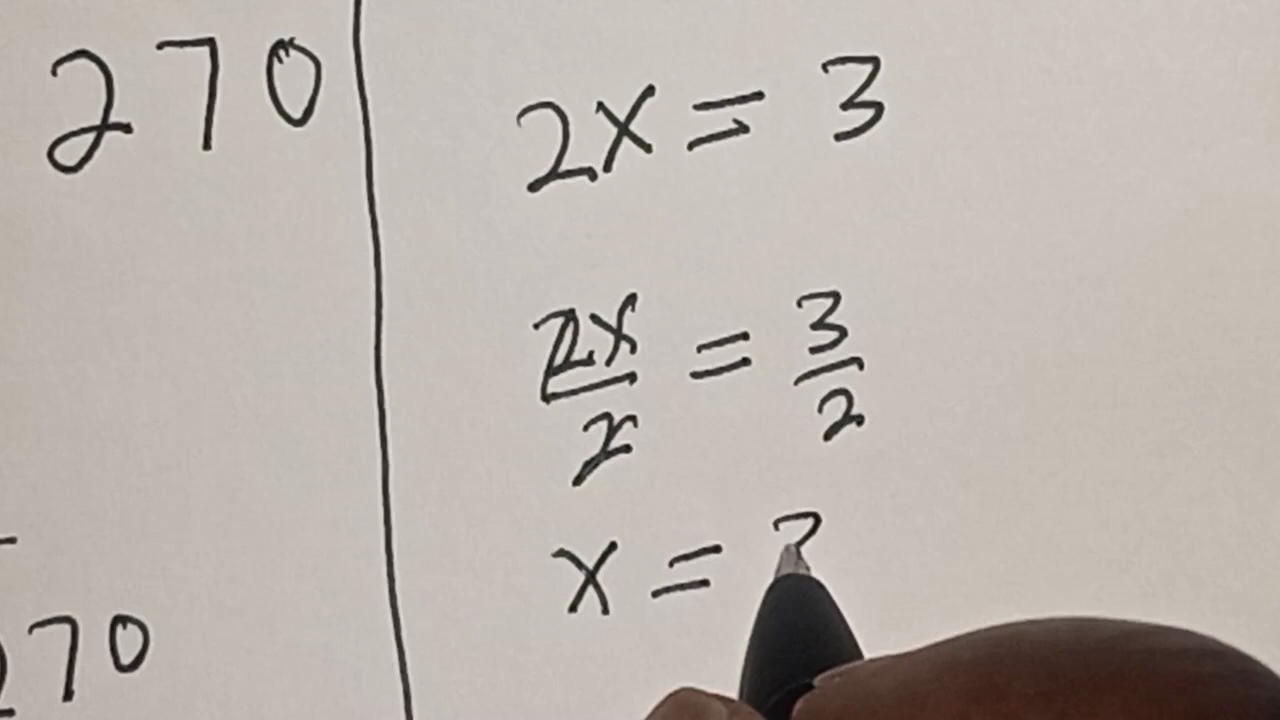 270
270
2x = 3
2x/2 = 3/2
x =